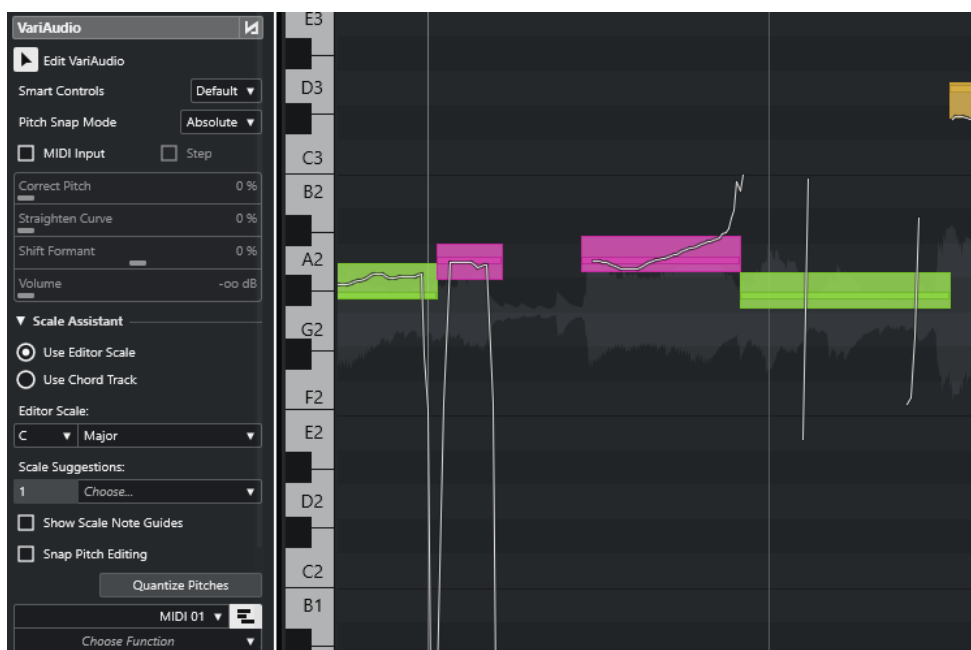 VariAudio
Edit VariAudio
Smart Controls Default
Pitch Snap Mode Absolute
MIDI Input Step
Correct Pitch 0 %
Straighten Curve 0 %
Shift Formant 0 %
Volume -oo dB
Scale Assistant
Use Editor Scale
Use Chord Track
Editor Scale:
C Major
Scale Suggestions:
1 Choose...
Show Scale Note Guides
Snap Pitch Editing
Quantize Pitches
MIDI 01
Choose Function
E3
D3
C3
B2
A2
G2
F2
E2
D2
C2
B1